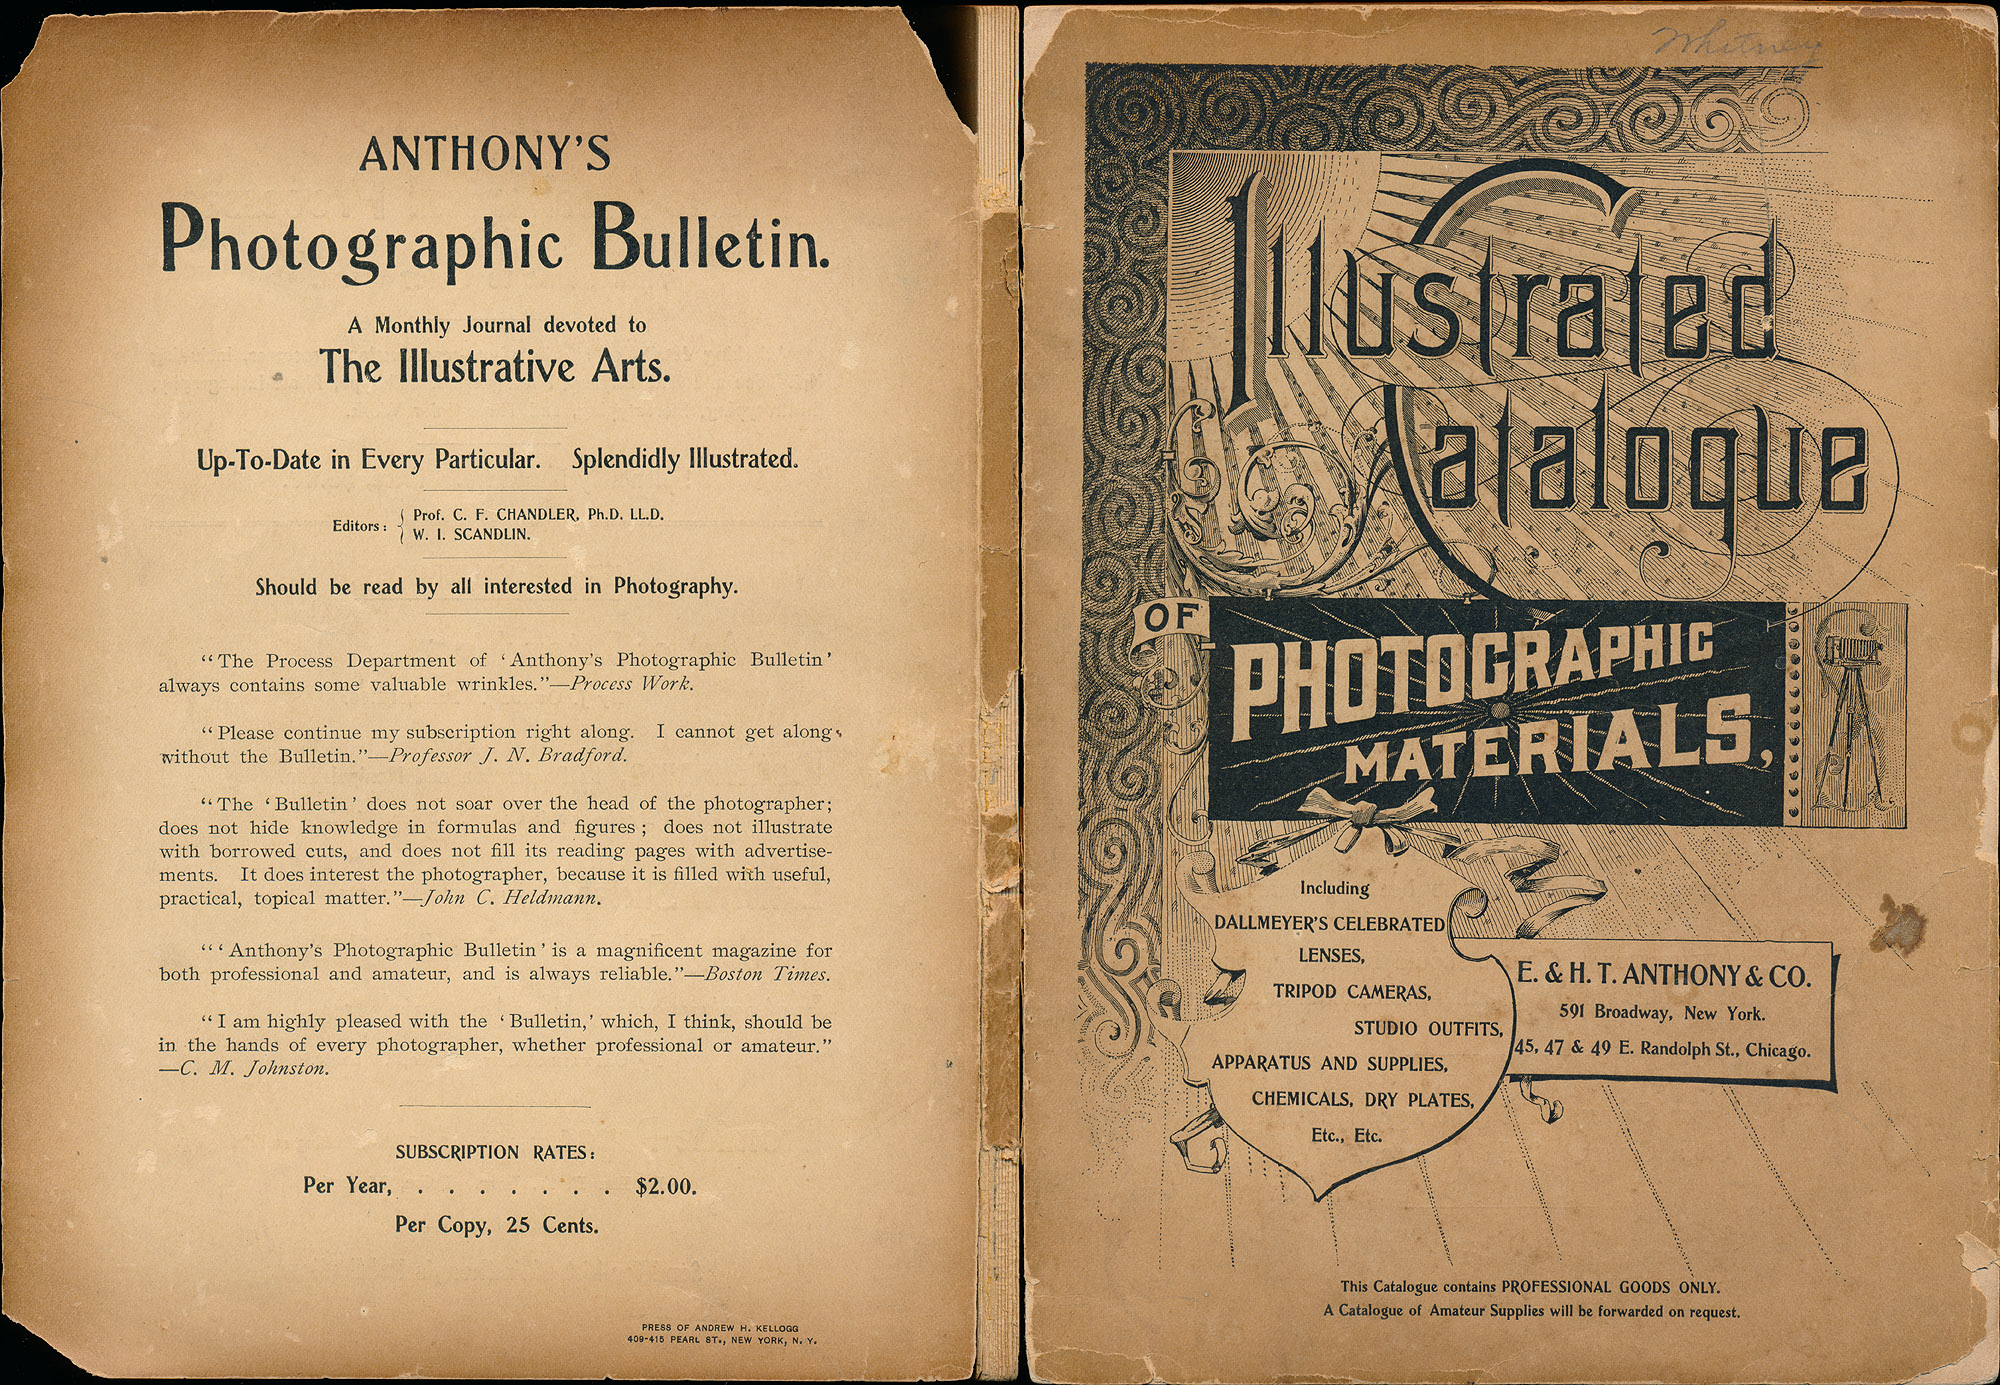 ANTHONY'S
Photographic Bulletin.
A Monthly Journal devoted to
The Illustrative Arts.
Up-To-Date in Every Particular. Splendidly Illustrated.
Editors: { Prof. C. F. CHANDLER, Ph.D. LL.D.
W. I. SCANDLIN.
Should be read by all interested in Photography.
“The Process Department of ‘Anthony's Photographic Bulletin’
always contains some valuable wrinkles.”—Process Work.
“Please continue my subscription right along. I cannot get along,
without the Bulletin.”—Professor J. N. Bradford.
“The ‘Bulletin’ does not soar over the head of the photographer;
does not hide knowledge in formulas and figures; does not illustrate
with borrowed cuts, and does not fill its reading pages with advertise-
ments. It does interest the photographer, because it is filled with useful,
practical, topical matter.”—John C. Heldmann.
“‘Anthony's Photographic Bulletin’ is a magnificent magazine for
both professional and amateur, and is always reliable.”—Boston Times.
“I am highly pleased with the ‘Bulletin,’ which, I think, should be
in the hands of every photographer, whether professional or amateur.”
—C. M. Johnston.
SUBSCRIPTION RATES:
Per Year, . . . . . . . $2.00.
Per Copy, 25 Cents.
PRESS OF ANDREW H. KELLOGG
409-415 PEARL ST., NEW YORK, N. Y.
Whitney
Illustrated
Catalogue
OF
PHOTOGRAPHIC
MATERIALS,
Including
DALLMEYER'S CELEBRATED
LENSES,
TRIPOD CAMERAS,
STUDIO OUTFITS,
APPARATUS AND SUPPLIES,
CHEMICALS, DRY PLATES,
Etc., Etc.
E. & H. T. ANTHONY & CO.
591 Broadway, New York.
45, 47 & 49 E. Randolph St., Chicago.
This Catalogue contains PROFESSIONAL GOODS ONLY.
A Catalogue of Amateur Supplies will be forwarded on request.